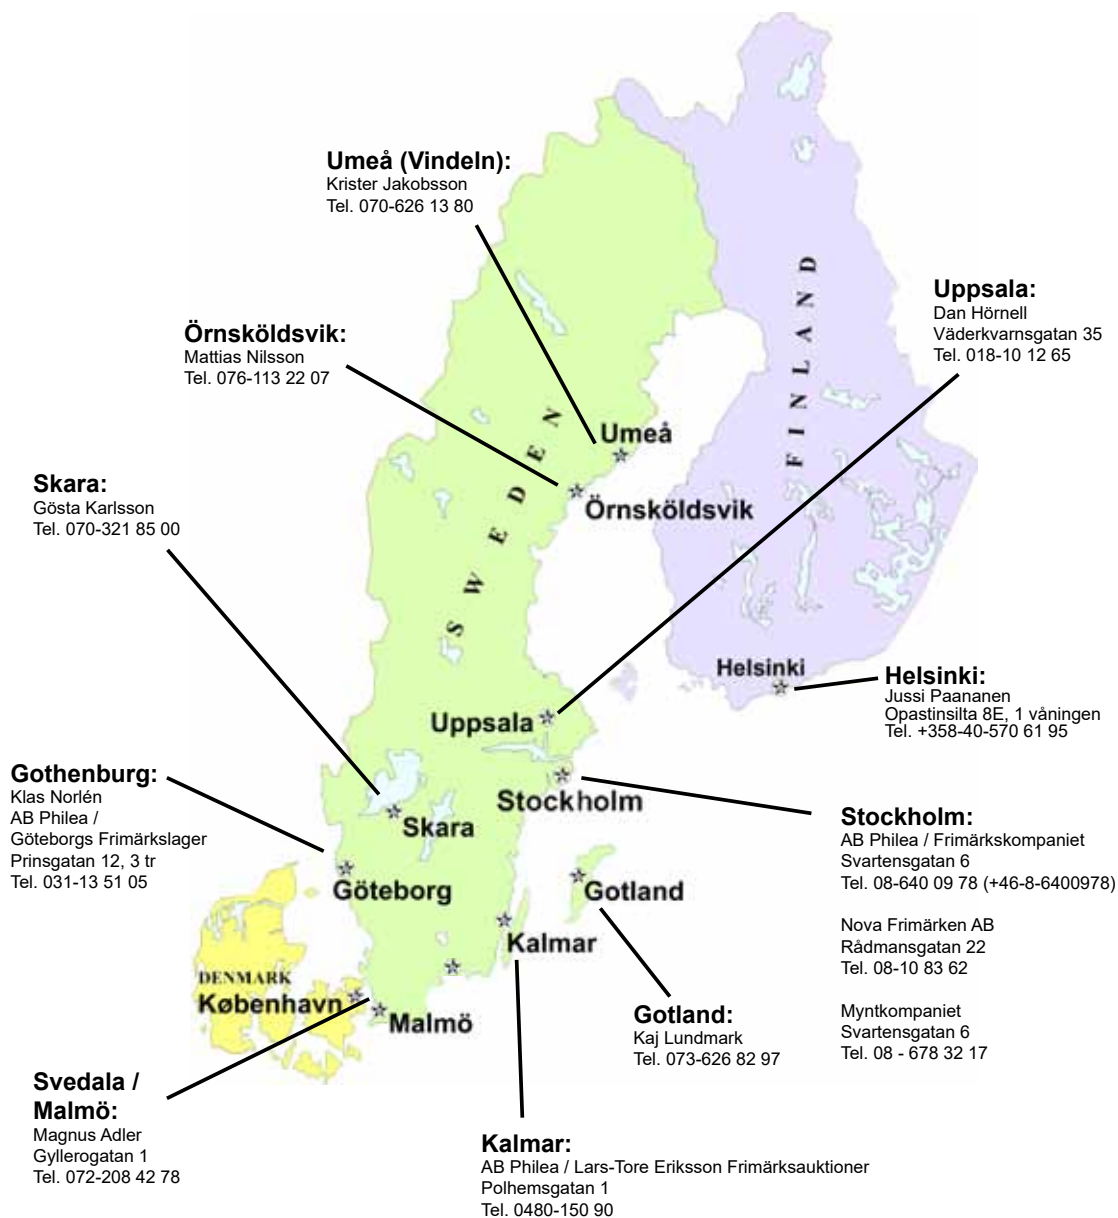 Umeå (Vindeln):
Krister Jakobsson
Tel. 070-626 13 80
Uppsala:
Dan Hörnell
Väderkvarnsgatan 35
Tel. 018-10 12 65
Örnsköldsvik:
Mattias Nilsson
Tel. 076-113 22 07
FINLAND
SWEDEN
Umeå
Örnsköldsvik
Skara:
Gösta Karlsson
Tel. 070-321 85 00
Helsinki
Helsinki:
Jussi Paananen
Opastinsilta 8E, 1 våningen
Tel. +358-40-570 61 95
Uppsala
Gothenburg:
Klas Norlén
AB Philea /
Göteborgs Frimärkslager
Prinsgatan 12, 3 tr
Tel. 031-13 51 05
Stockholm
Skara
Göteborg
Gotland
Kalmar
Stockholm:
AB Philea / Frimärkskompaniet
Svartensgatan 6
Tel. 08-640 09 78 (+46-8-6400978)
Nova Frimärken AB
Rådmansgatan 22
Tel. 08-10 83 62
Myntkompaniet
Svartensgatan 6
Tel. 08 - 678 32 17
DENMARK
København
Malmö
Gotland:
Kaj Lundmark
Tel. 073-626 82 97
Svedala /
Malmö:
Magnus Adler
Gyllerogatan 1
Tel. 072-208 42 78
Kalmar:
AB Philea / Lars-Tore Eriksson Frimärksauktioner
Polhemsgatan 1
Tel. 0480-150 90